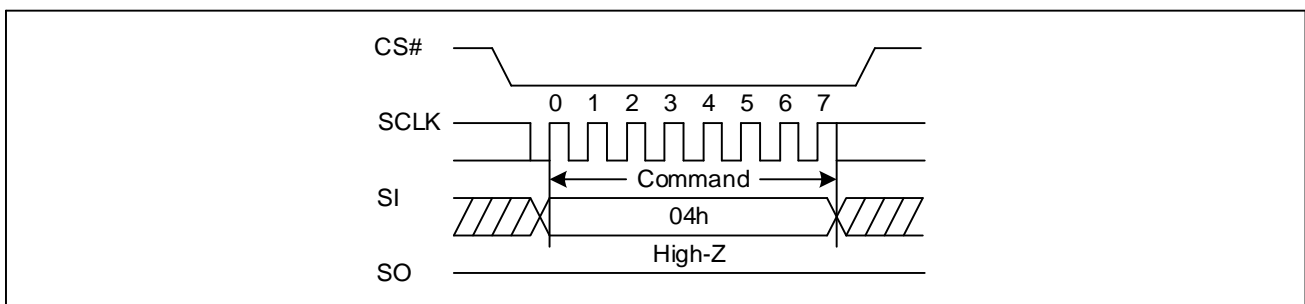 CS#
0 1 2 3 4 5 6 7
SCLK
Command
SI
04h
High-Z
SO